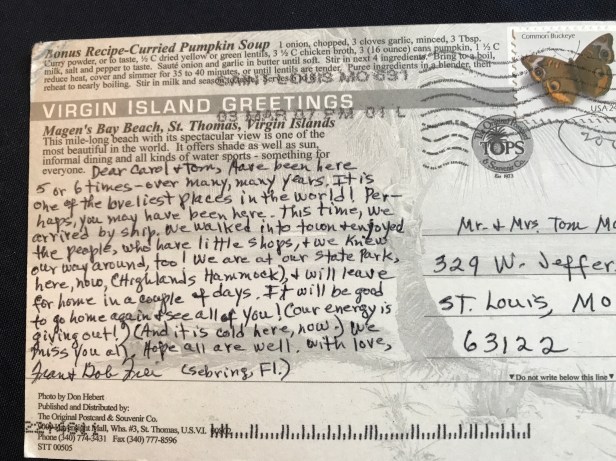 Bonus Recipe-Curried Pumpkin Soup 1 onion, chopped, 3 cloves garlic, minced, 3 Tbsp.
curry powder, or to taste, ½ C dried yellow or green lentils, 3 ½ C chicken broth, 3 (16 ounce) cans pumpkin, 1 ½ C
milk, salt and pepper to taste. Sauté onion and garlic in butter until soft. Stir in next 4 ingredients. Bring to a boil,
reduce heat, cover and simmer for 35 to 40 minutes, or until lentils are tender. Puree ingredients in a blender, then
reheat to nearly boiling. Stir in milk and
SAINT LOUIS MO 631
VIRGIN ISLAND GREETINGS
Magen's Bay Beach, St. Thomas, Virgin Islands
This mile-long beach with its spectacular view is one of the
most beautiful in the world. It offers shade as well as sun,
informal dining and all kinds of water sports - something for
everyone.
Dear Carol & Tom, Have been here
5 or 6 times - over many, many years. It is
one of the loveliest places in the world! Per-
haps, you may have been here. This time, we
arrived by ship. We walked into town & enjoyed
the people, who have little shops, & we knew
our way around, too! We are at our State Park,
here, now, (Highlands Hammock), & will leave
for home in a couple of days. It will be good
to go home again & see all of you! (our energy is
giving out!) (And it is cold here, now.) We
miss you all. Hope all are well. With love,
(Sebring, Fl.)
Common Buckeye
USA
TOPS
& Souvenir Co.
Mr. & Mrs. Tom
329 W. Jeffer
ST. Louis, Mo
63122
▼Do not write below this line▼
Photo by Don Hebert
Published and Distributed by:
The Original Postcard & Souvenir Co.
Mall, Whs. #3, St. Thomas, U.S.V.I.
Phone (340) 774-5431 Fax (340) 777-8596
STT 00505